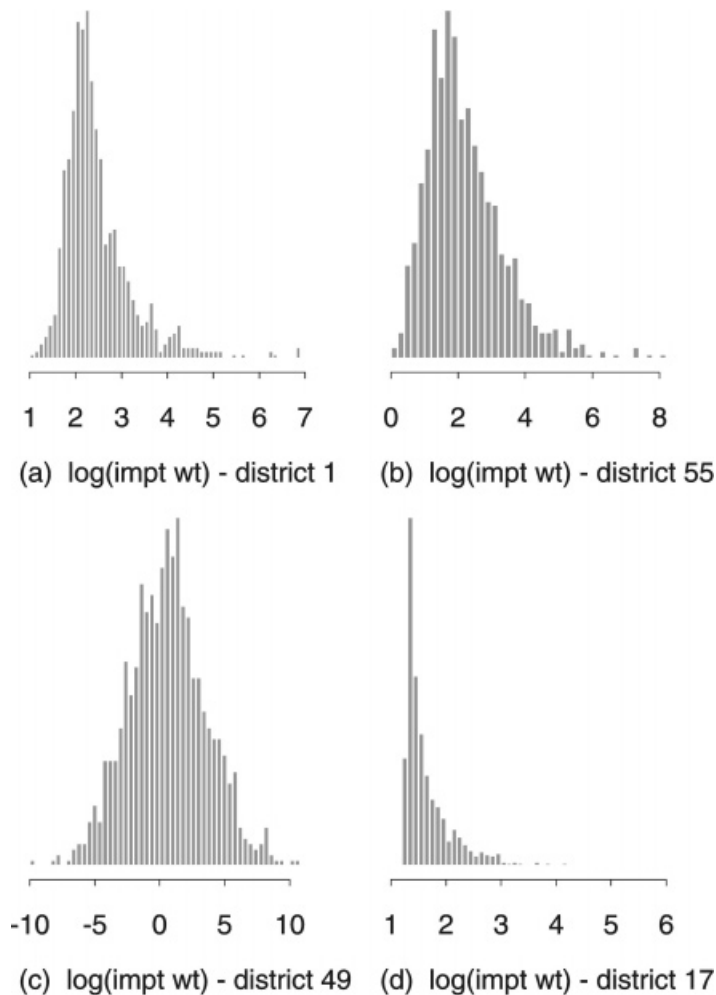 1 2 3 4 5 6 7
(a) log(impt wt) - district 1
0 2 4 6 8
(b) log(impt wt) - district 55
-10 -5 0 5 10
(c) log(impt wt) - district 49
1 2 3 4 5 6
(d) log(impt wt) - district 17